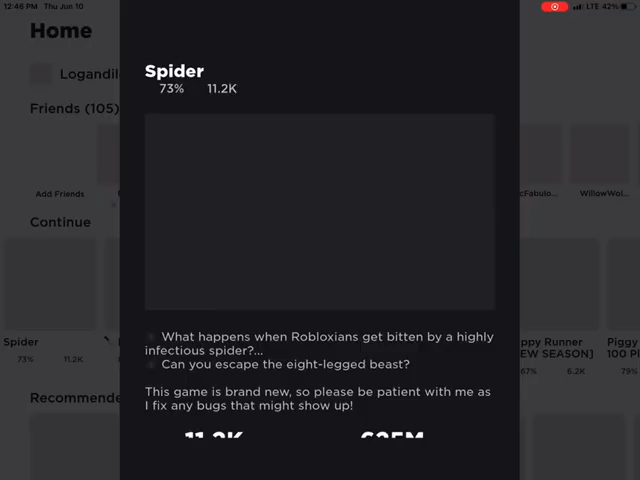 12:46 PM Thu Jun 10
LTE 42%
Home
Friends (105)
Add Friends
Continue
Spider
73% 11.2K
Spider
73% 11.2K
What happens when Robloxians get bitten by a highly
infectious spider?...
Can you escape the eight-legged beast?
This game is brand new, so please be patient with me as
I fix any bugs that might show up!
11.2K
cFabulo...
WillowWol...
ppy Runner
EW SEASON]
67% 6.2K
Piggy
100 Pl
79%
Recommende